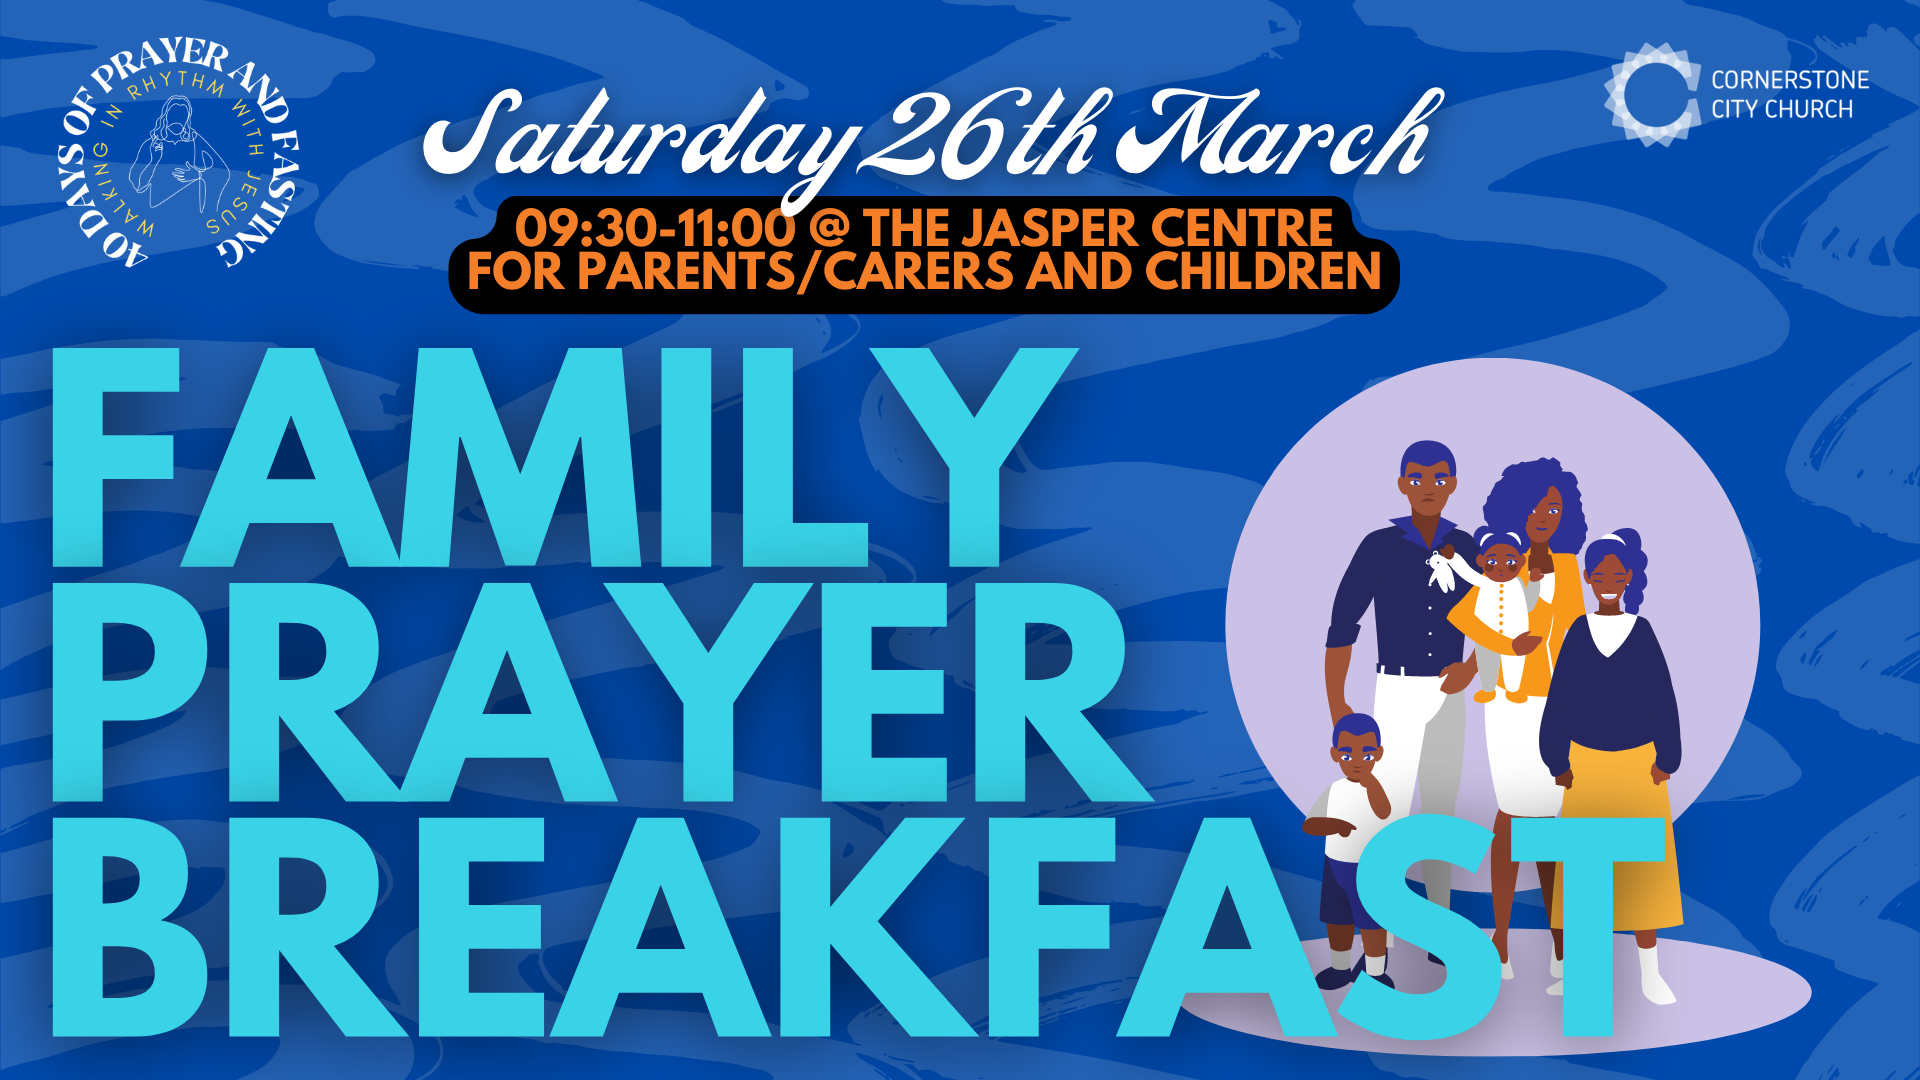 40 DAYS OF PRAYER AND FASTING
WALKING IN RHYTHM WITH JESUS
Saturday 26th March
CORNERSTONE
CITY CHURCH
09:30-11:00 @ THE JASPER CENTRE
FOR PARENTS/CARERS AND CHILDREN
FAMILY
PRAYER
BREAKFAST